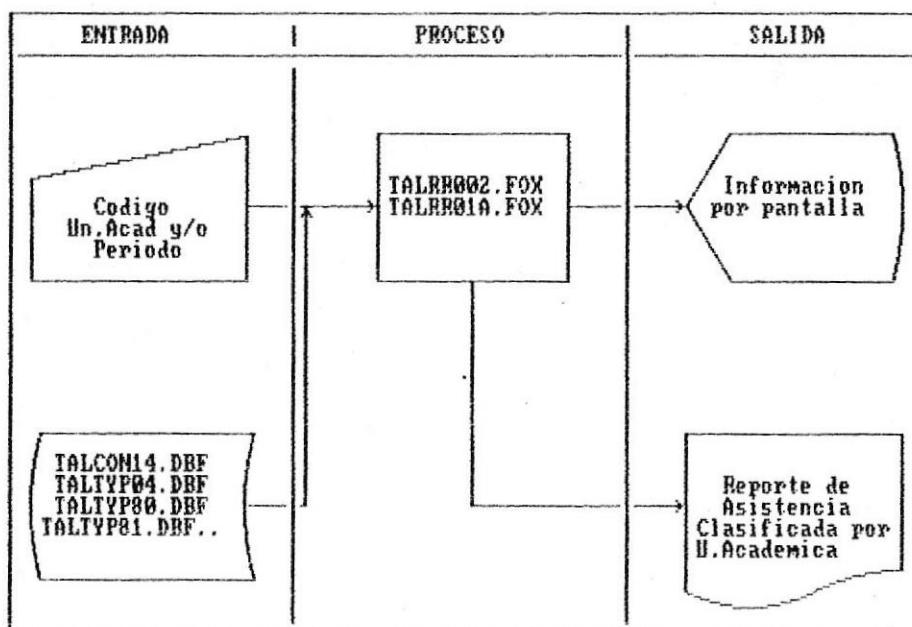 ENTRADA
PROCESO
SALIDA
Codigo
Un.Acad y/o
Periodo
TALRR002.FOX
TALRR01A.FOX
Informacion
por pantalla
TALCON14.DBF
TALTYP04.DBF
TALTYP80.DBF
TALTYP81.DBF..
Reporte de
Asistencia
Clasificada por
U.Academica